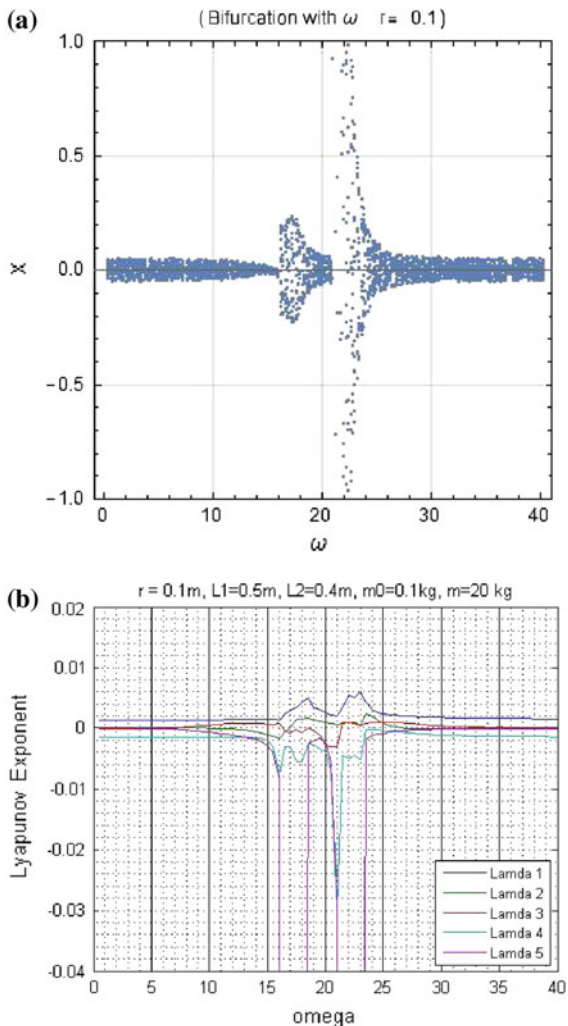 (a)
( Bifurcation with ω r= 0.1)
1.0
0.5
0.0
−0.5
−1.0
X
0 10 20 30 40
ω
(b)
r = 0.1m, L1=0.5m, L2=0.4m, m0=0.1kg, m=20 kg
0.02
0.01
0
-0.01
-0.02
-0.03
-0.04
Lyapunov Exponent
Lamda 1
Lamda 2
Lamda 3
Lamda 4
Lamda 5
0 5 10 15 20 25 30 35 40
omega